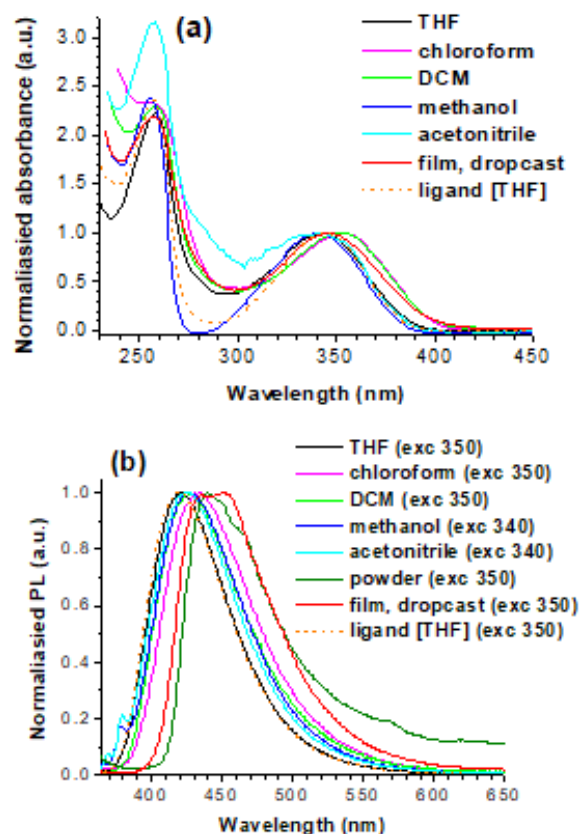 (a)
THF
chloroform
DCM
methanol
acetonitrile
film, dropcast
ligand [THF]
Normaliasied absorbance (a.u.)
3.0
2.5
2.0
1.5
1.0
0.5
0.0
250 300 350 400 450
Wavelength (nm)
(b)
THF (exc 350)
chloroform (exc 350)
DCM (exc 350)
methanol (exc 340)
acetonitrile (exc 340)
powder (exc 350)
film, dropcast (exc 350)
ligand [THF] (exc 350)
Normaliasied PL (a.u.)
1.0
0.8
0.6
0.4
0.2
0.0
400 450 500 550 600 650
Wavelength (nm)